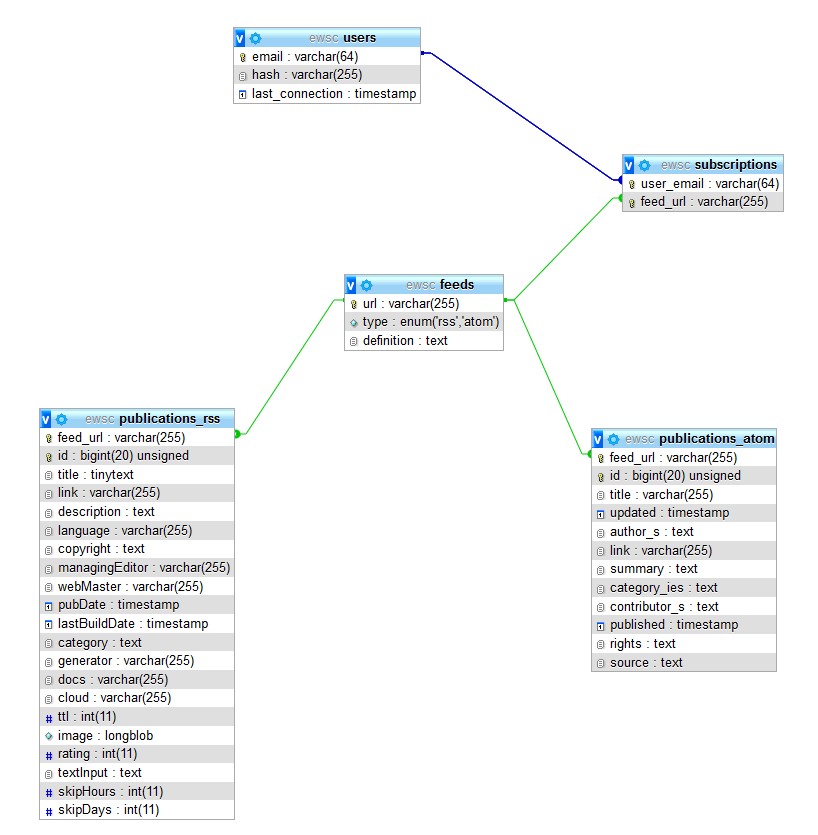 ewsc users
email : varchar(64)
hash : varchar(255)
last_connection : timestamp
ewsc subscriptions
user_email : varchar(64)
feed_url : varchar(255)
ewsc feeds
url : varchar(255)
type : enum('rss','atom')
definition : text
ewsc publications_rss
feed_url : varchar(255)
id : bigint(20) unsigned
title : tinytext
link : varchar(255)
description : text
language : varchar(255)
copyright : text
managingEditor : varchar(255)
webMaster : varchar(255)
pubDate : timestamp
lastBuildDate : timestamp
category : text
generator : varchar(255)
docs : varchar(255)
cloud : varchar(255)
ttl : int(11)
image : longblob
rating : int(11)
textInput : text
skipHours : int(11)
skipDays : int(11)
ewsc publications_atom
feed_url : varchar(255)
id : bigint(20) unsigned
title : varchar(255)
updated : timestamp
author_s : text
link : varchar(255)
summary : text
category_ies : text
contributor_s : text
published : timestamp
rights : text
source : text